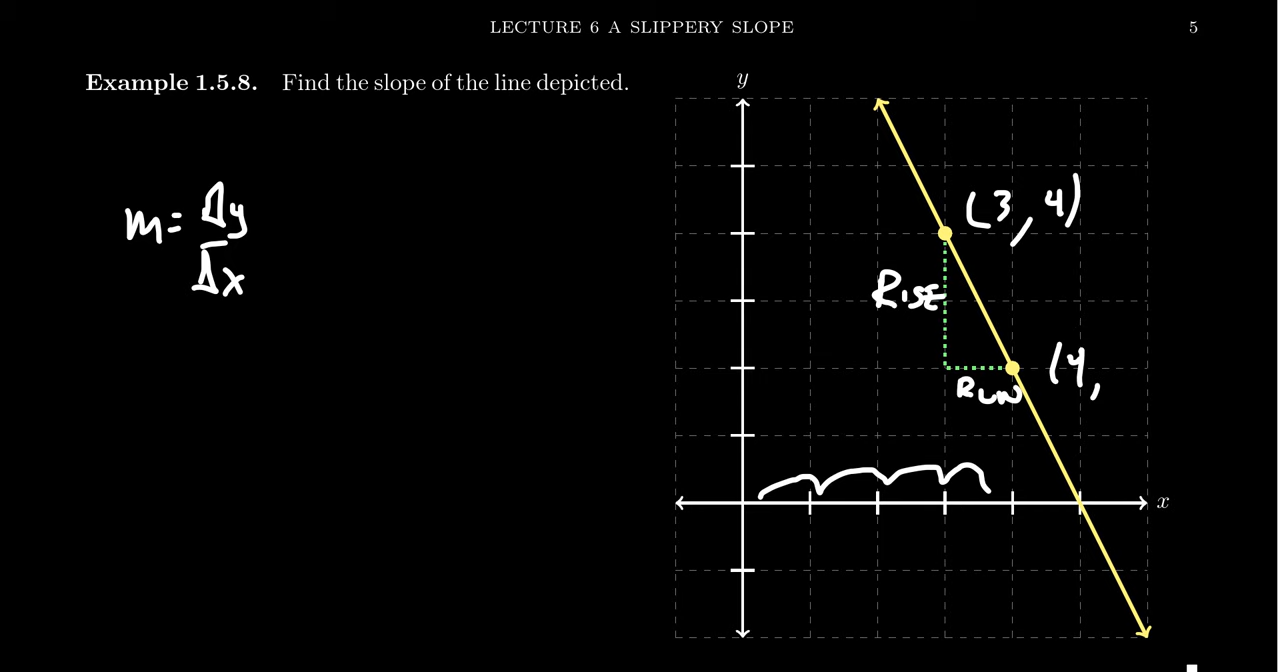 LECTURE 6 A SLIPPERY SLOPE 5
Example 1.5.8. Find the slope of the line depicted.
y
m = Δy
Δx
(3, 4)
RISE
(4,
RUN
x